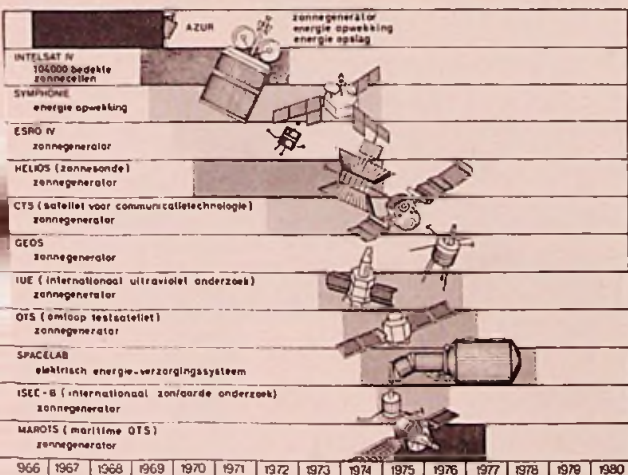 AZUR
zonnegenerator
energie opwekking
energie opslag
INTELSAT IV
104000 bedekte
zonnecellen
SYMPHONIE
energie opwekking
ESRO IV
zonnegenerator
HELIOS (zonnesonde)
zonnegenerator
CTS (satelliet voor communicatietechnologie)
zonnegenerator
GEOS
zonnegenerator
IUE (internationaal ultraviolet onderzoek)
zonnegenerator
OTS (omloop testsateliet)
zonnegenerator
SPACELAB
elektrisch energie-verzorgingssysteem
ISEC-B (internationaal zon/aarde onderzoek)
zonnegenerator
MAROTS (maritime OTS)
zonnegenerator
966 1967 1968 1969 1970 1971 1972 1973 1974 1975 1976 1977 1978 1979 1980